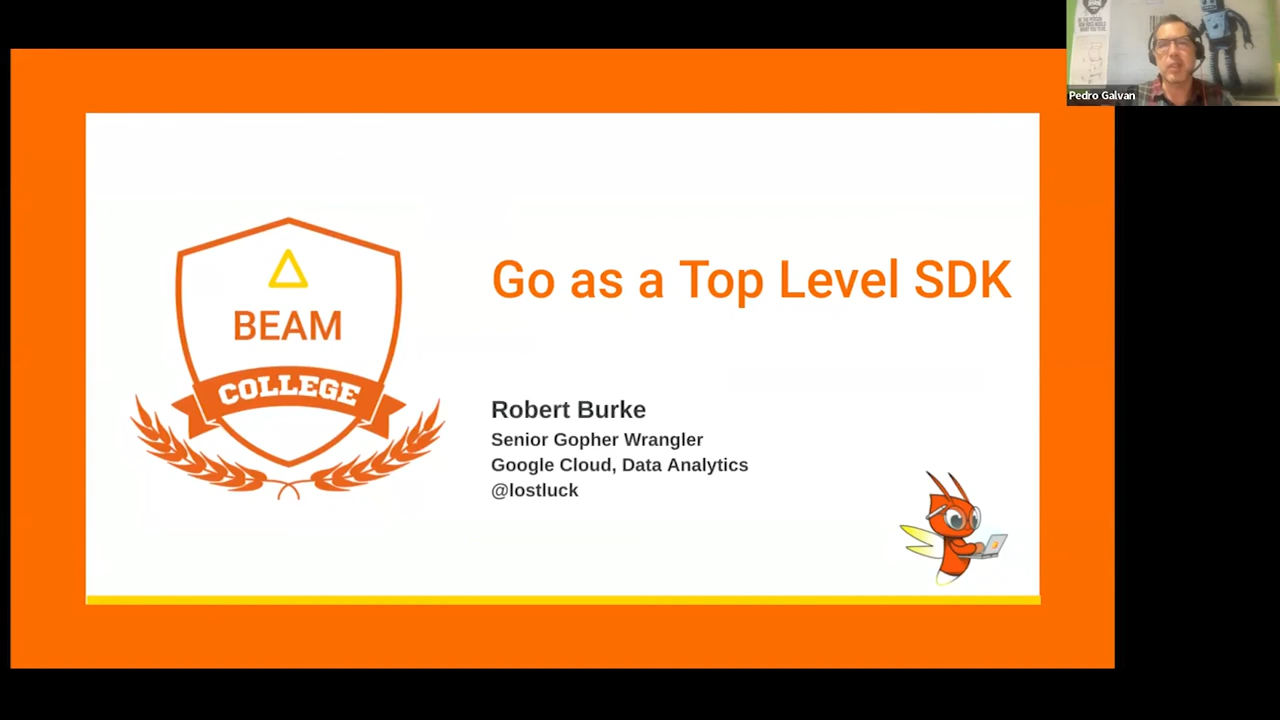 Pedro Galvan
BEAM
COLLEGE
Go as a Top Level SDK
Robert Burke
Senior Gopher Wrangler
Google Cloud, Data Analytics
@lostluck